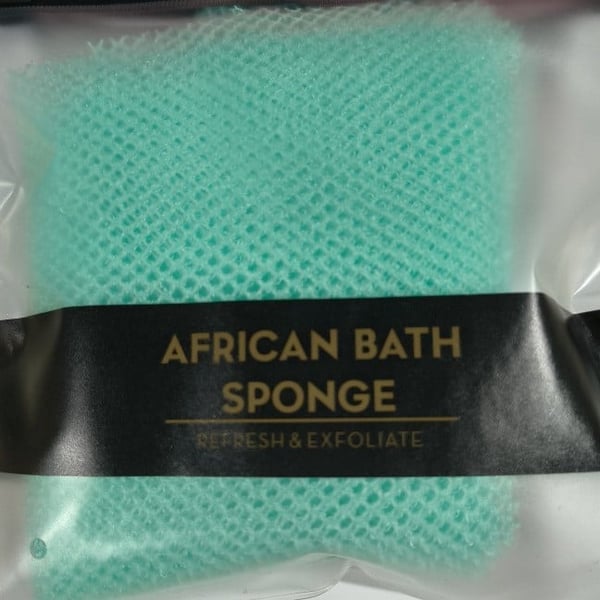 AFRICAN BATH
SPONGE
REFRESH & EXFOLIATE